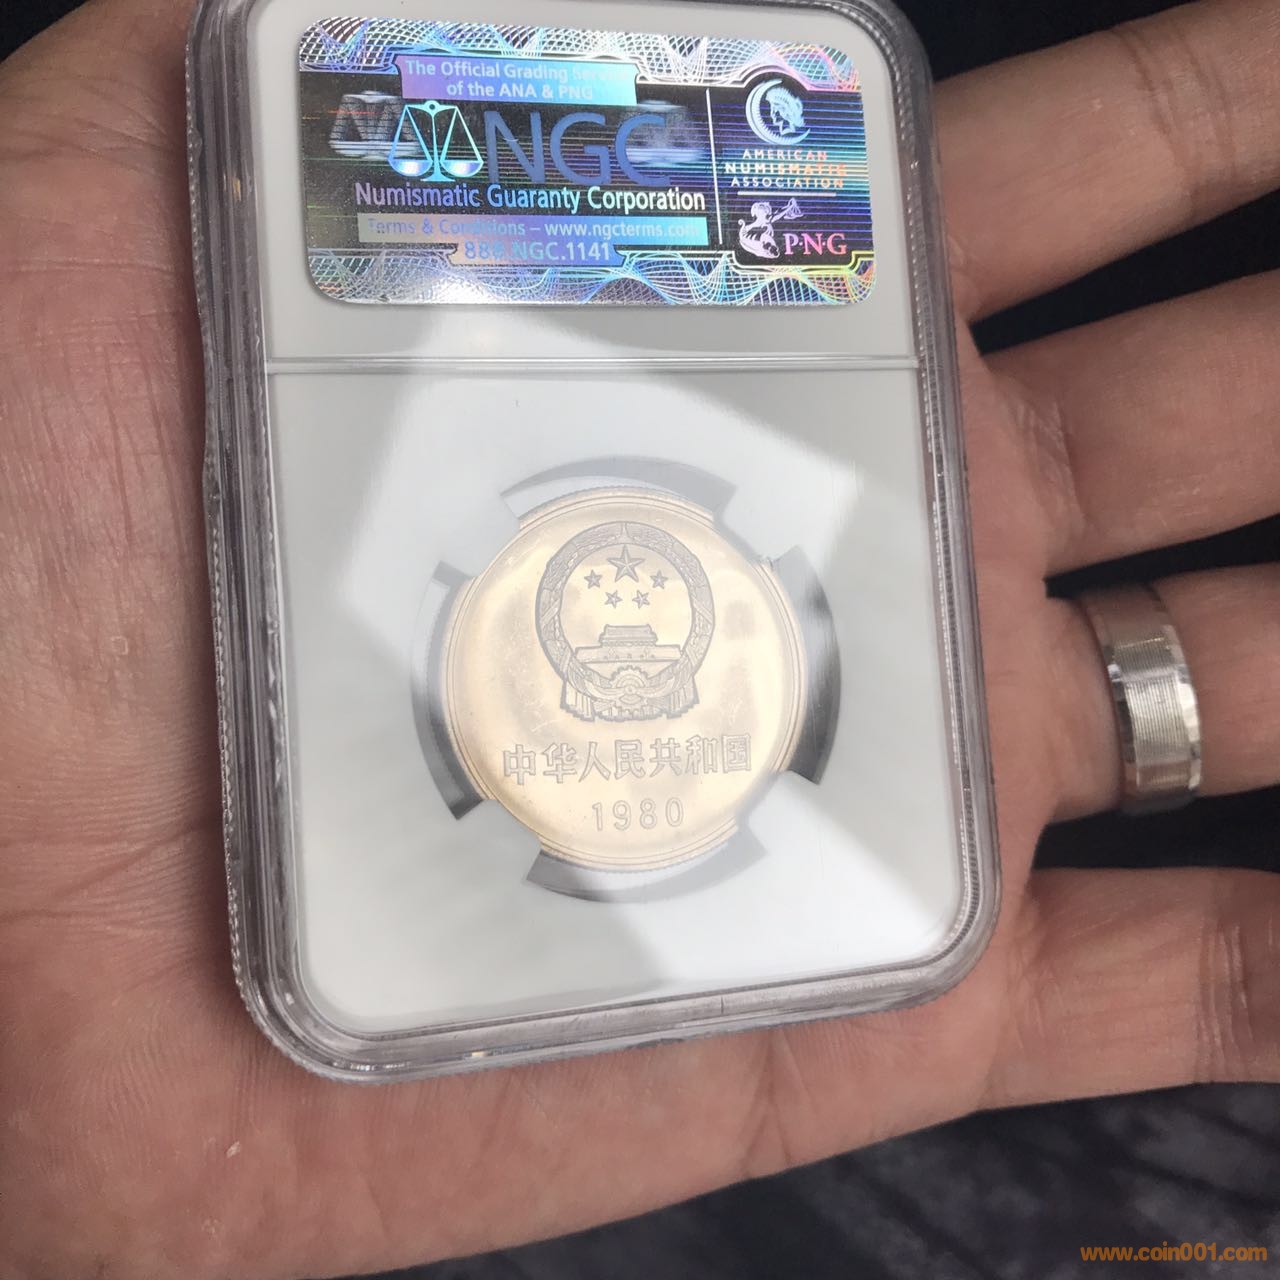 The Official Grading Service
of the ANA & PNG
NGC
Numismatic Guaranty Corporation
Terms & Conditions – www.ngcterms.com
888.NGC.1141
AMERICAN
NUMISMATIC
ASSOCIATION
P·N·G
中华人民共和国
1980
www.coin001.com